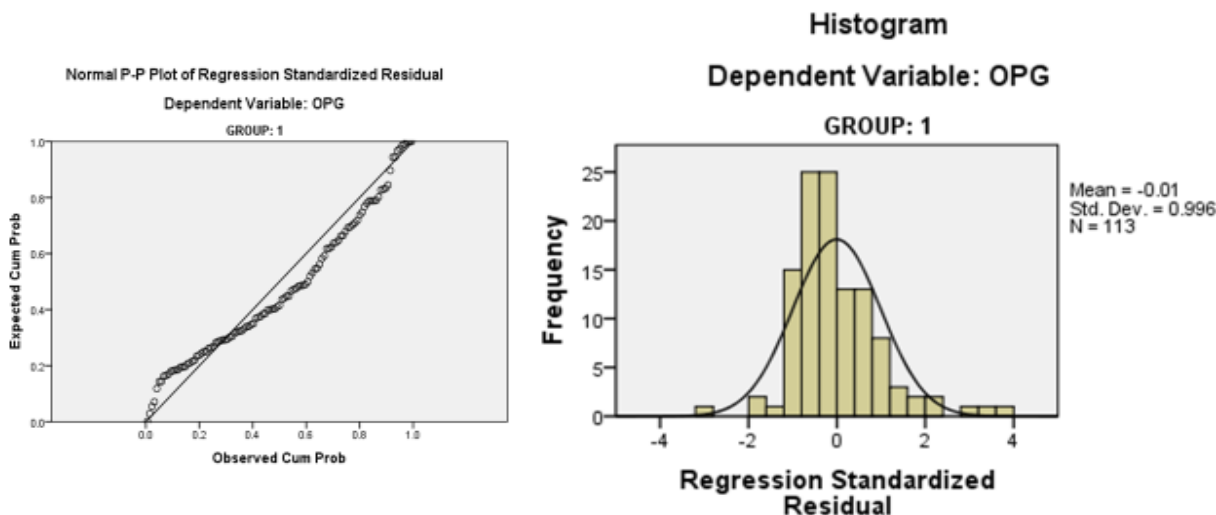 Normal P-P Plot of Regression Standardized Residual
Dependent Variable: OPG
GROUP: 1
1.0
0.8
0.6
0.4
0.2
0.0
Expected Cum Prob
0.0 0.2 0.4 0.6 0.8 1.0
Observed Cum Prob
Histogram
Dependent Variable: OPG
GROUP: 1
25
20
15
10
5
0
Frequency
-4 -2 0 2 4
Regression Standardized
Residual
Mean = -0.01
Std. Dev. = 0.996
N = 113